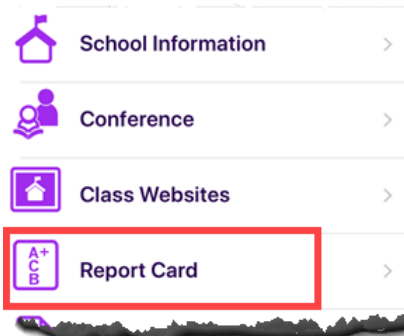 School Information
Conference
Class Websites
A+
C
B
Report Card